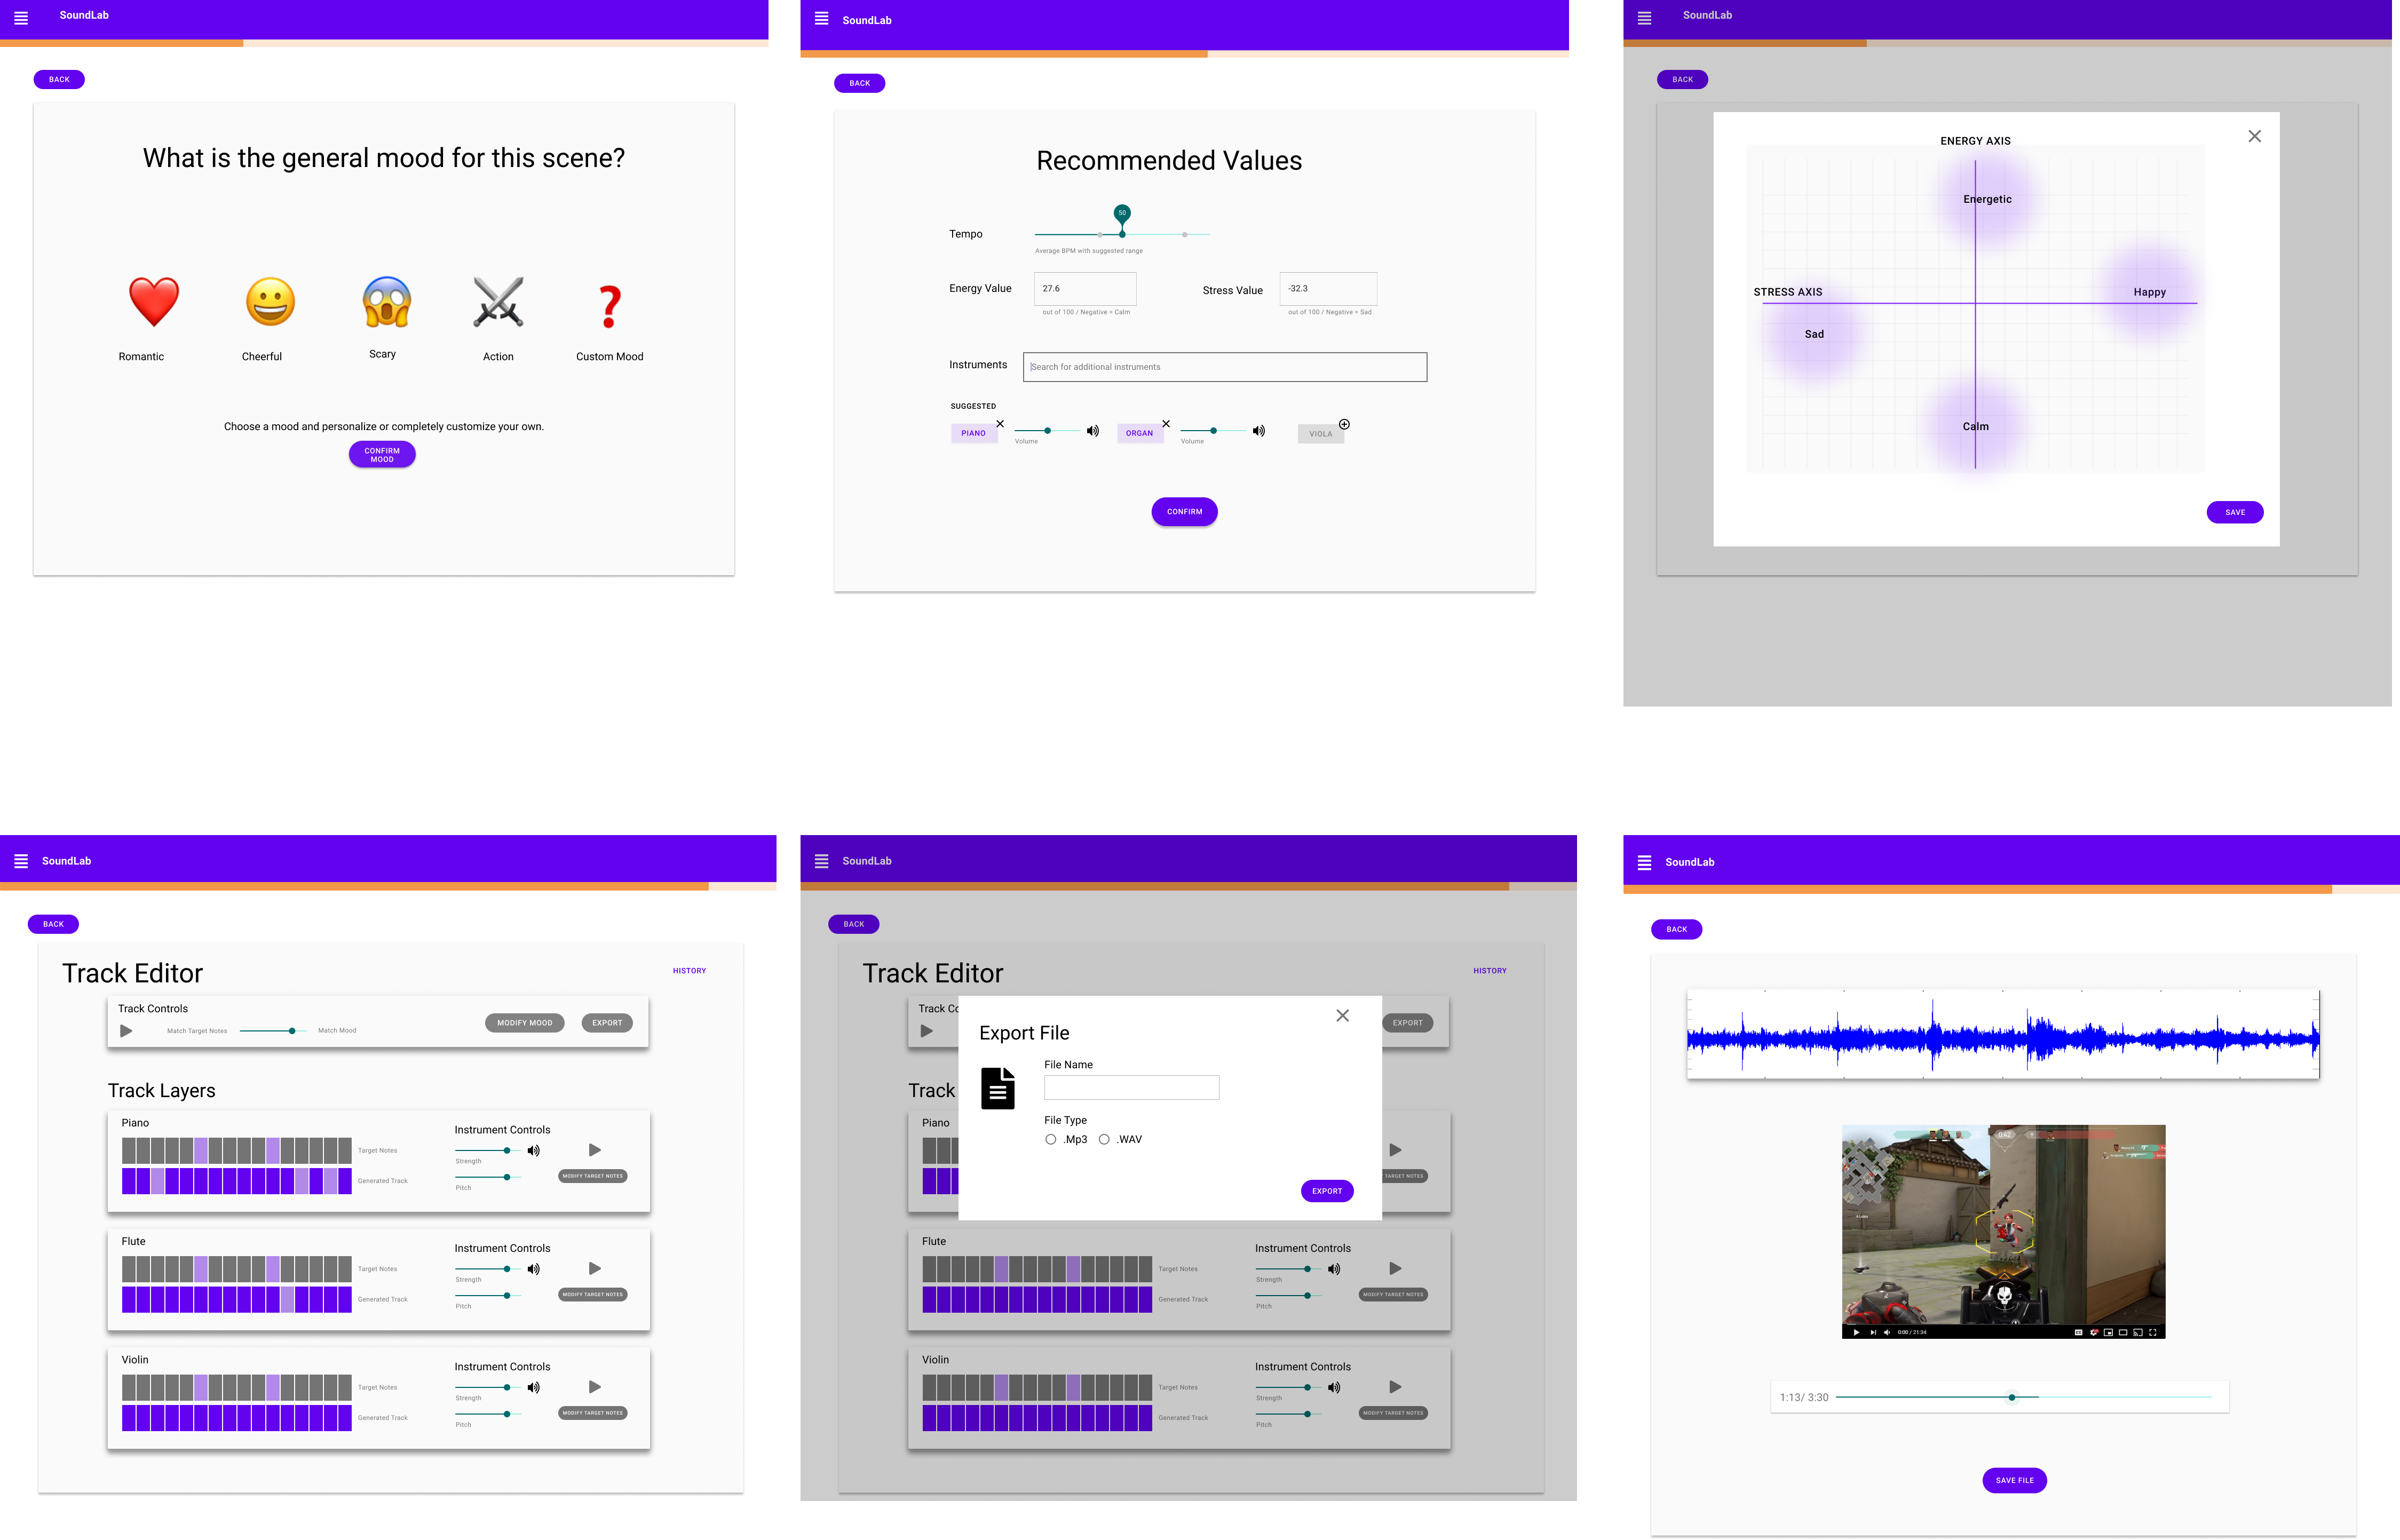 SoundLab
BACK
What is the general mood for this scene?
Romantic
Cheerful
Scary
Action
Custom Mood
Choose a mood and personalize or completely customize your own.
CONFIRM
MOOD
SoundLab
BACK
Recommended Values
50
Tempo
Average BPM with suggested range
Energy Value
27.6
out of 100 / Negative = Calm
Stress Value
-32.3
out of 100 / Negative = Sad
Instruments
Search for additional instruments
SUGGESTED
PIANO
Volume
ORGAN
Volume
VIOLA
CONFIRM
SoundLab
BACK
ENERGY AXIS
Energetic
STRESS AXIS
Happy
Sad
Calm
SAVE
SoundLab
BACK
Track Editor
HISTORY
Track Controls
Match Target Notes
Match Mood
MODIFY MOOD
EXPORT
Track Layers
Piano
Target Notes
Generated Track
Instrument Controls
Strength
Pitch
MODIFY TARGET NOTES
Flute
Target Notes
Generated Track
Instrument Controls
Strength
Pitch
MODIFY TARGET NOTES
Violin
Target Notes
Generated Track
Instrument Controls
Strength
Pitch
MODIFY TARGET NOTES
SoundLab
BACK
Track Editor
HISTORY
Track Co
EXPORT
Export File
File Name
File Type
.Mp3
.WAV
EXPORT
Track
Piano
TARGET NOTES
Flute
Target Notes
Generated Track
Instrument Controls
Strength
Pitch
MODIFY TARGET NOTES
Violin
Target Notes
Generated Track
Instrument Controls
Strength
Pitch
MODIFY TARGET NOTES
SoundLab
BACK
0:42
0:00 / 21:34
1:13/ 3:30
SAVE FILE